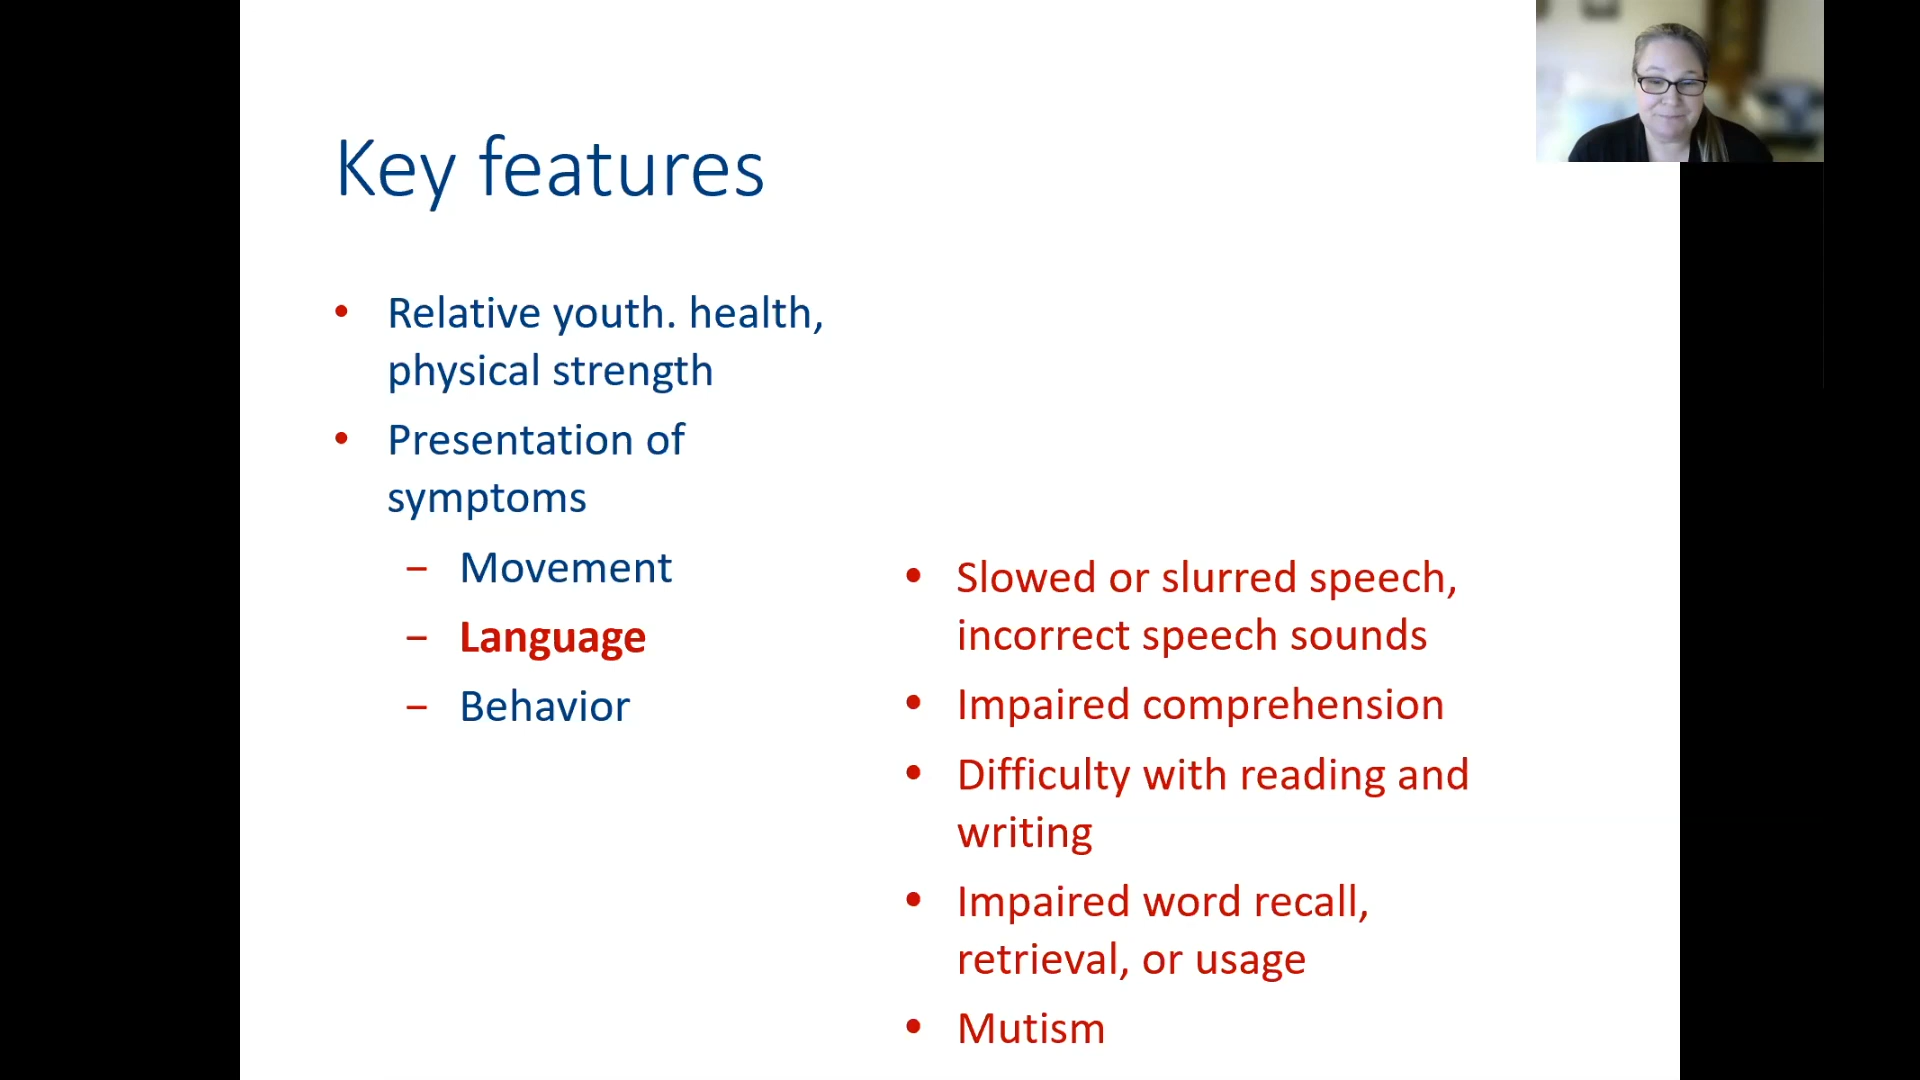 Key features
• Relative youth. health,
physical strength
• Presentation of
symptoms
– Movement
– Language
– Behavior
• Slowed or slurred speech,
incorrect speech sounds
• Impaired comprehension
• Difficulty with reading and
writing
• Impaired word recall,
retrieval, or usage
• Mutism